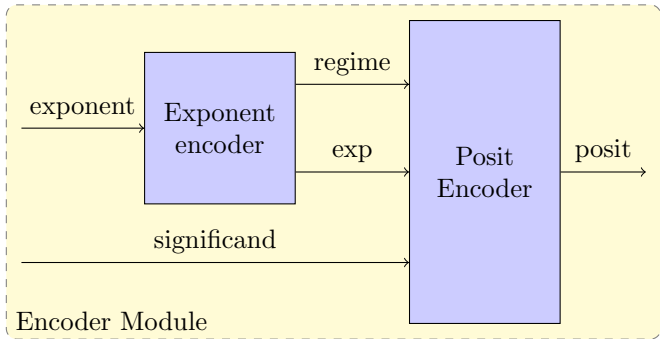 regime
exponent
Exponent
encoder
exp
Posit
Encoder
posit
significand
Encoder Module